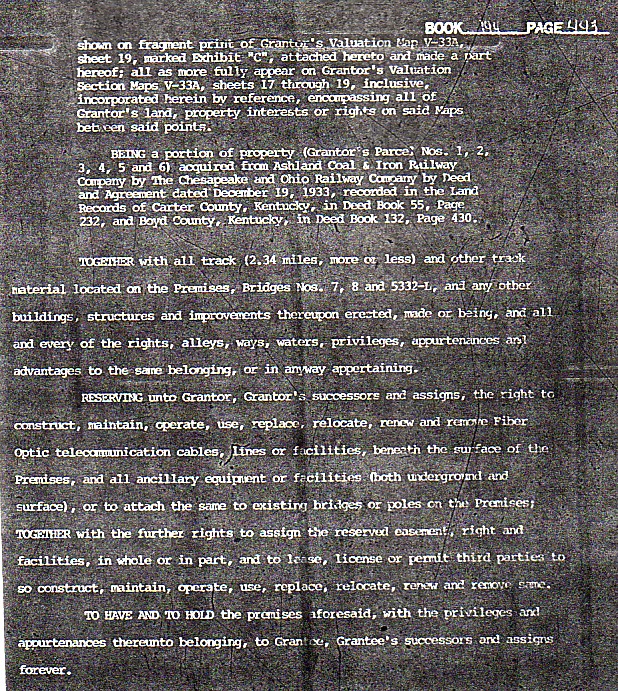 BOOK 194 PAGE 443
shown on fragment print of Grantor's Valuation Map V-33A,
sheet 19, marked Exhibit "C", attached hereto and made a part
hereof; all as more fully appear on Grantor's Valuation
Section Maps V-33A, sheets 17 through 19, inclusive,
incorporated herein by reference, encompassing all of
Grantor's land, property interests or rights on said Maps
between said points.
BEING a portion of property (Grantor's Parcel Nos. 1, 2,
3, 4, 5 and 6) acquired from Ashland Coal & Iron Railway
Company by The Chesapeake and Ohio Railway Company by Deed
and Agreement dated December 19, 1933, recorded in the Land
Records of Carter County, Kentucky, in Deed Book 55, Page
232, and Boyd County, Kentucky, in Deed Book 132, Page 430.
TOGETHER with all track (2.34 miles, more or less) and other track
material located on the Premises, Bridges Nos. 7, 8 and 5332-L, and any other
buildings, structures and improvements thereupon erected, made or being, and all
and every of the rights, alleys, ways, waters, privileges, appurtenances and
advantages to the same belonging, or in anyway appertaining.
RESERVING unto Grantor, Grantor's successors and assigns, the right to
construct, maintain, operate, use, replace, relocate, renew and remove Fiber
Optic telecommunication cables, lines or facilities, beneath the surface of the
Premises, and all ancillary equipment or facilities (both underground and
surface), or to attach the same to existing bridges or poles on the Premises;
TOGETHER with the further rights to assign the reserved easement, right and
facilities, in whole or in part, and to lease, license or permit third parties to
so construct, maintain, operate, use, replace, relocate, renew and remove same.
TO HAVE AND TO HOLD the premises aforesaid, with the privileges and
appurtenances thereunto belonging, to Grantee, Grantee's successors and assigns
forever.